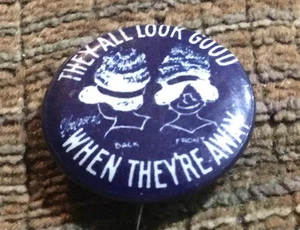 THEY ALL LOOK GOOD
BACK
FRONT
WHEN THEY'RE AWAY